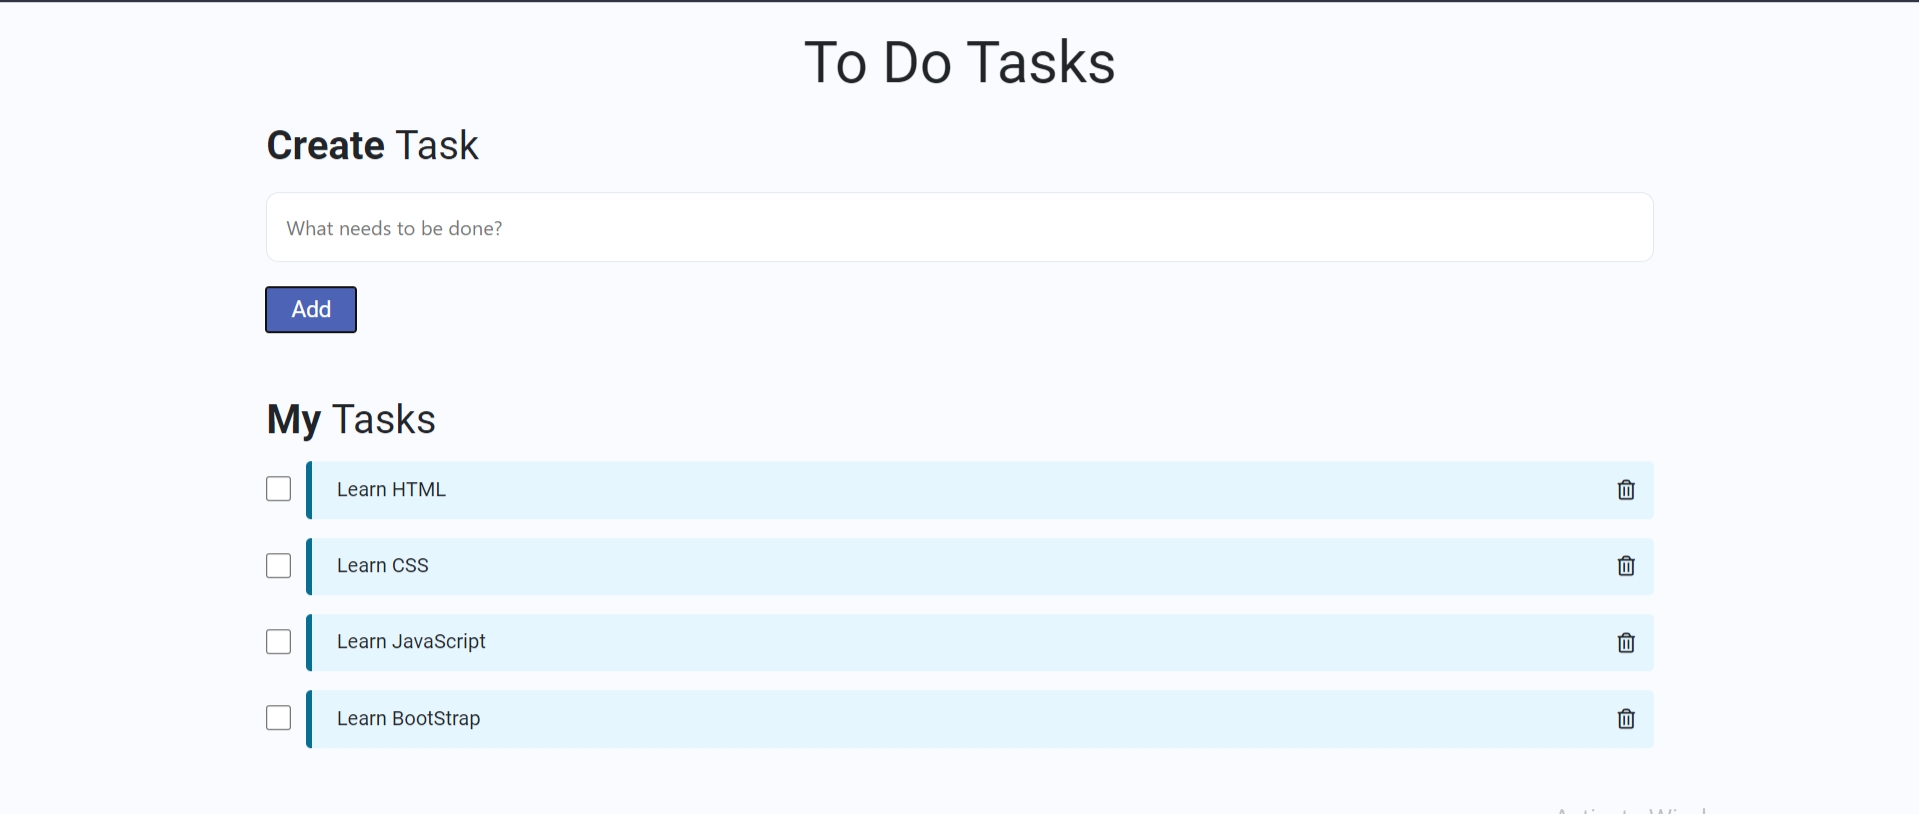 To Do Tasks
Create Task
What needs to be done?
Add
My Tasks
Learn HTML
Learn CSS
Learn JavaScript
Learn BootStrap